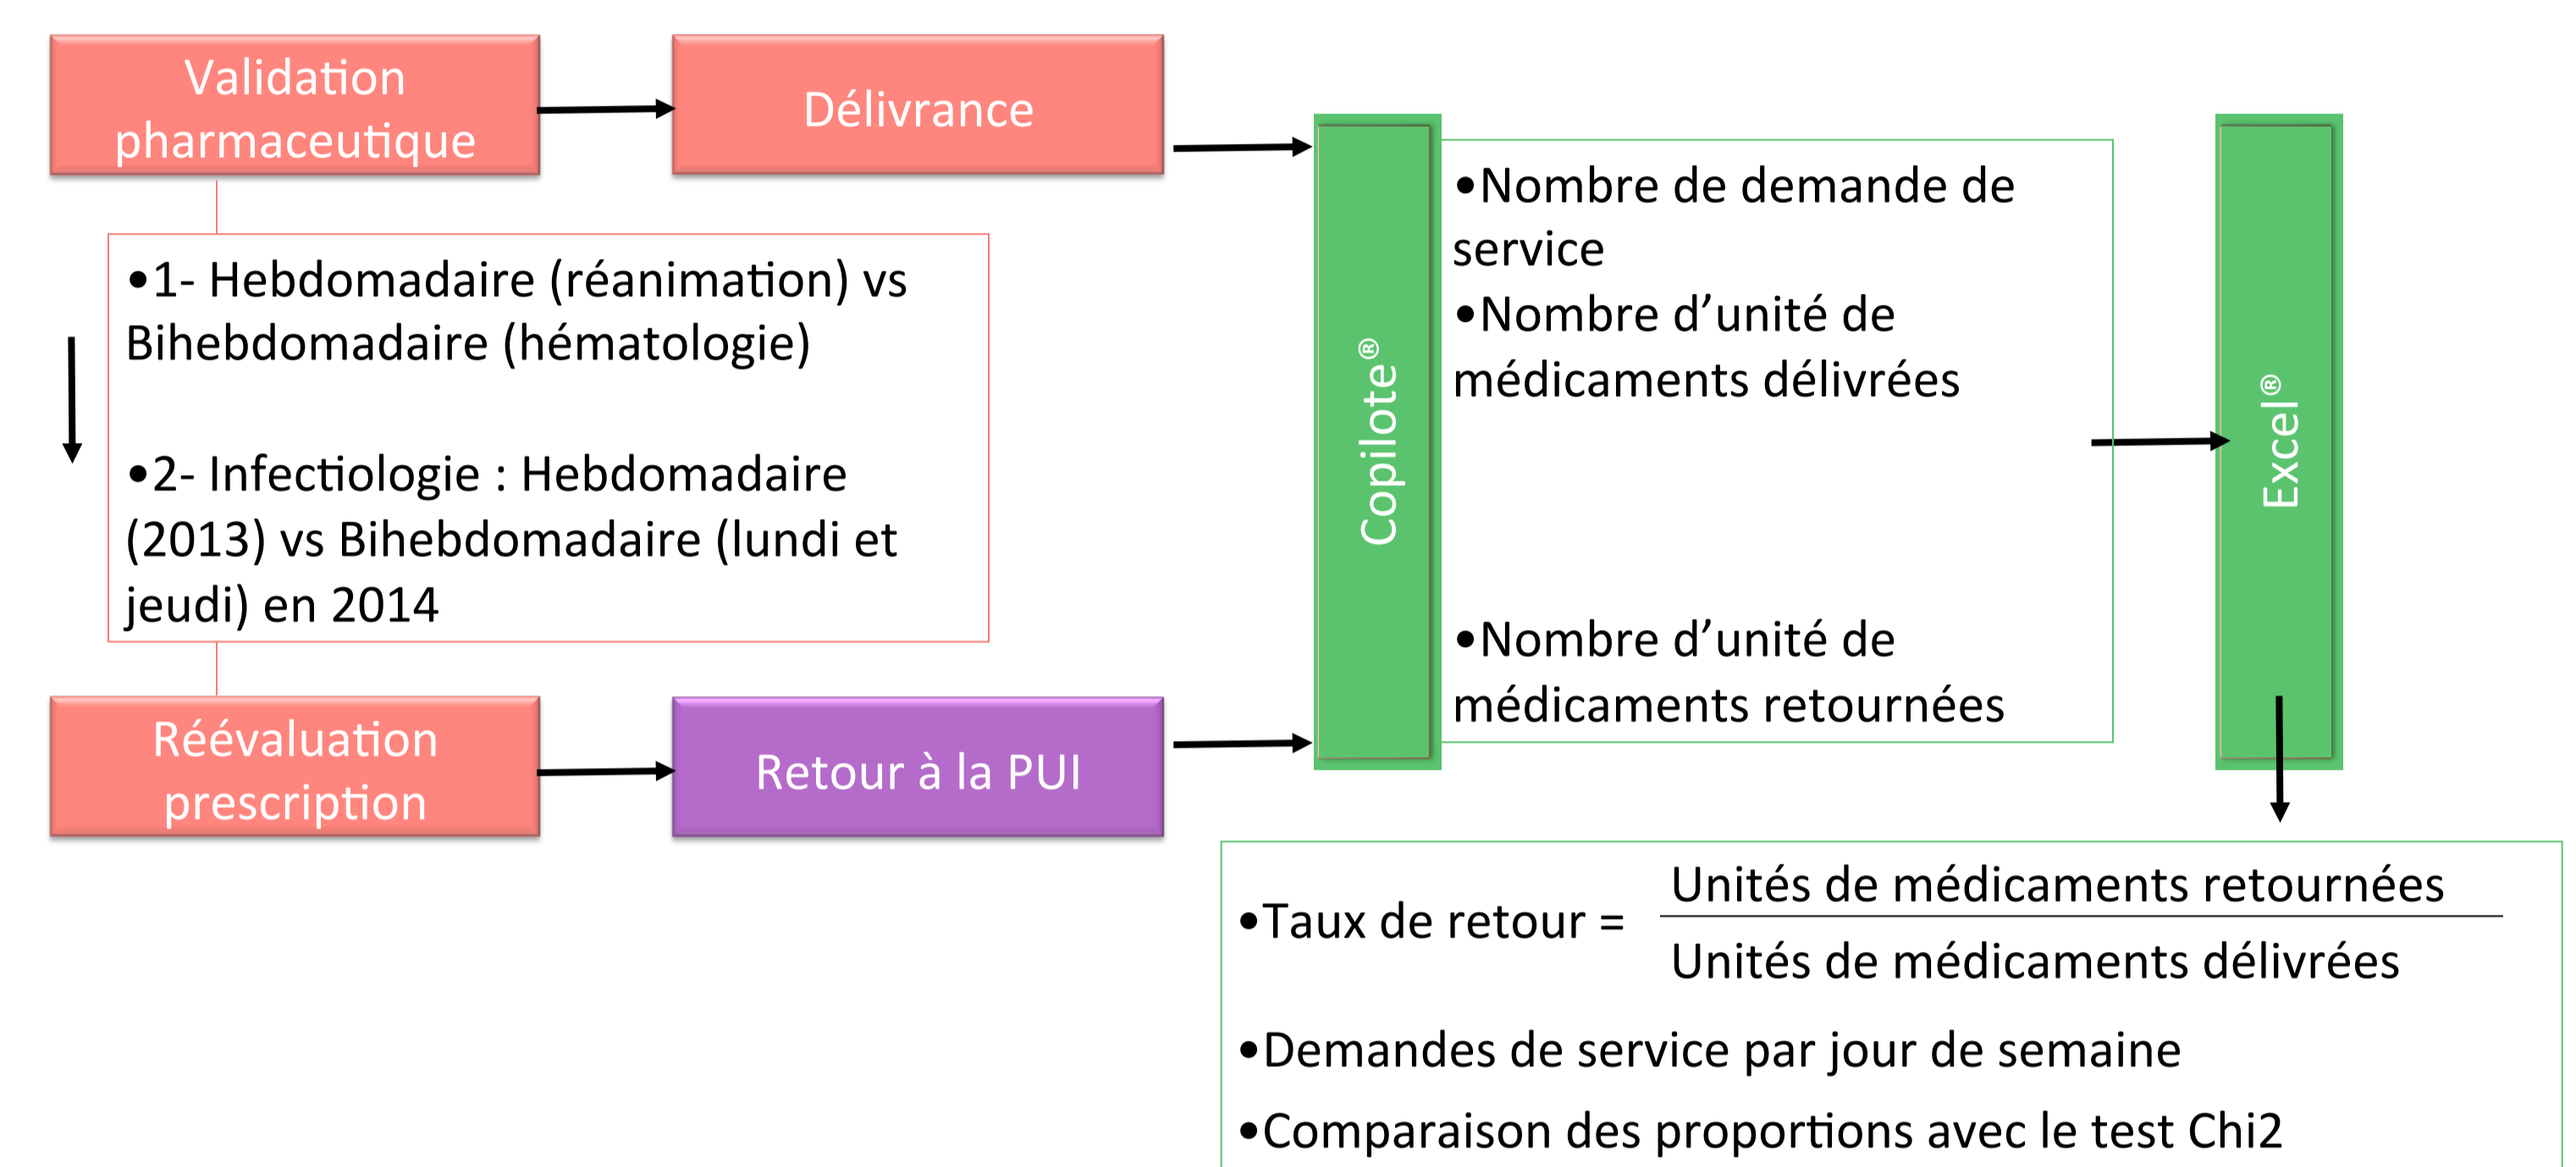 Validation
pharmaceutique
Délivrance
•1- Hebdomadaire (réanimation) vs
Bihebdomadaire (hématologie)
•2- Infectiologie : Hebdomadaire
(2013) vs Bihebdomadaire (lundi et
jeudi) en 2014
Réévaluation
prescription
Retour à la PUI
Copilote®
•Nombre de demande de
service
•Nombre d’unité de
médicaments délivrées
•Nombre d’unité de
médicaments retournées
Excel®
•Taux de retour =
Unités de médicaments retournées
Unités de médicaments délivrées
•Demandes de service par jour de semaine
•Comparaison des proportions avec le test Chi2